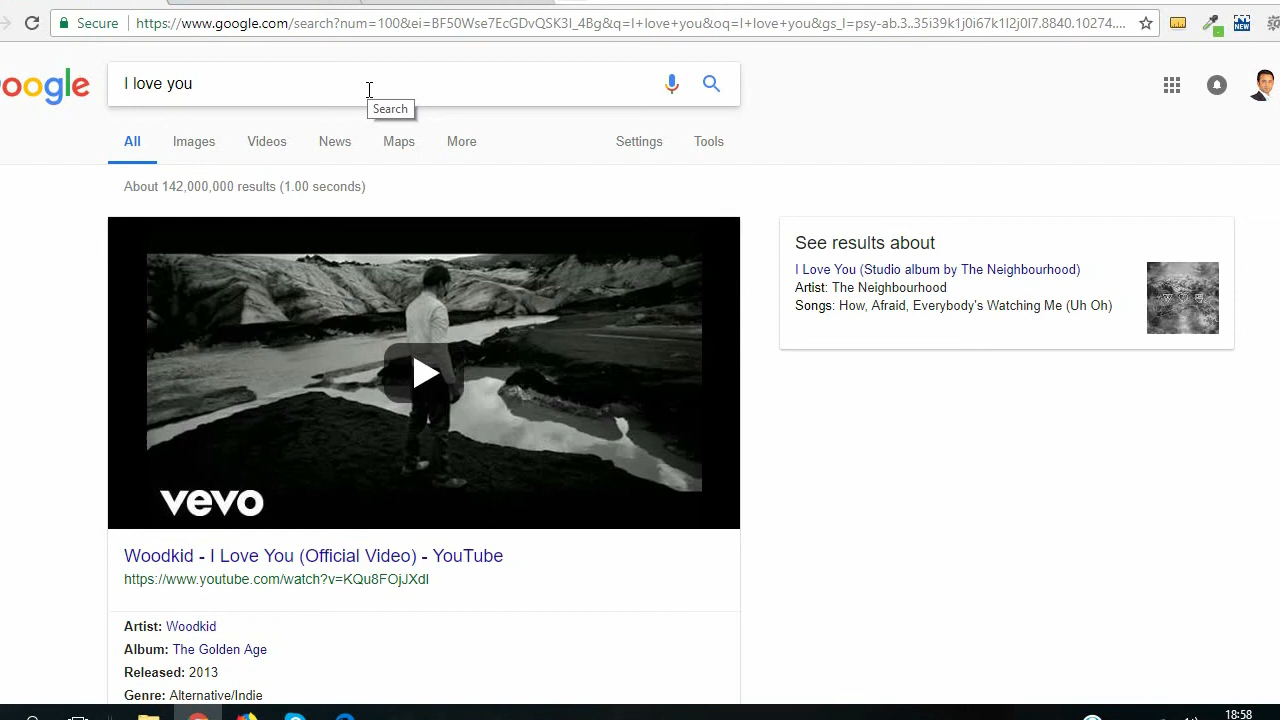 Secure
https://www.google.com/search?num=100&ei=BF50Wse7EcGDvQSK3I_4Bg&q=I+love+you&oq=I+love+you&gs_l=psy-ab.3..35i39k1j0i67k1l2j0l7.8840.10274....
NEW
oogle
I love you
Search
All Images Videos News Maps More Settings Tools
About 142,000,000 results (1.00 seconds)
See results about
I Love You (Studio album by The Neighbourhood)
Artist: The Neighbourhood
Songs: How, Afraid, Everybody's Watching Me (Uh Oh)
vevo
Woodkid - I Love You (Official Video) - YouTube
https://www.youtube.com/watch?v=KQu8FOjJXdI
Artist: Woodkid
Album: The Golden Age
Released: 2013
Genre: Alternative/Indie
18:58